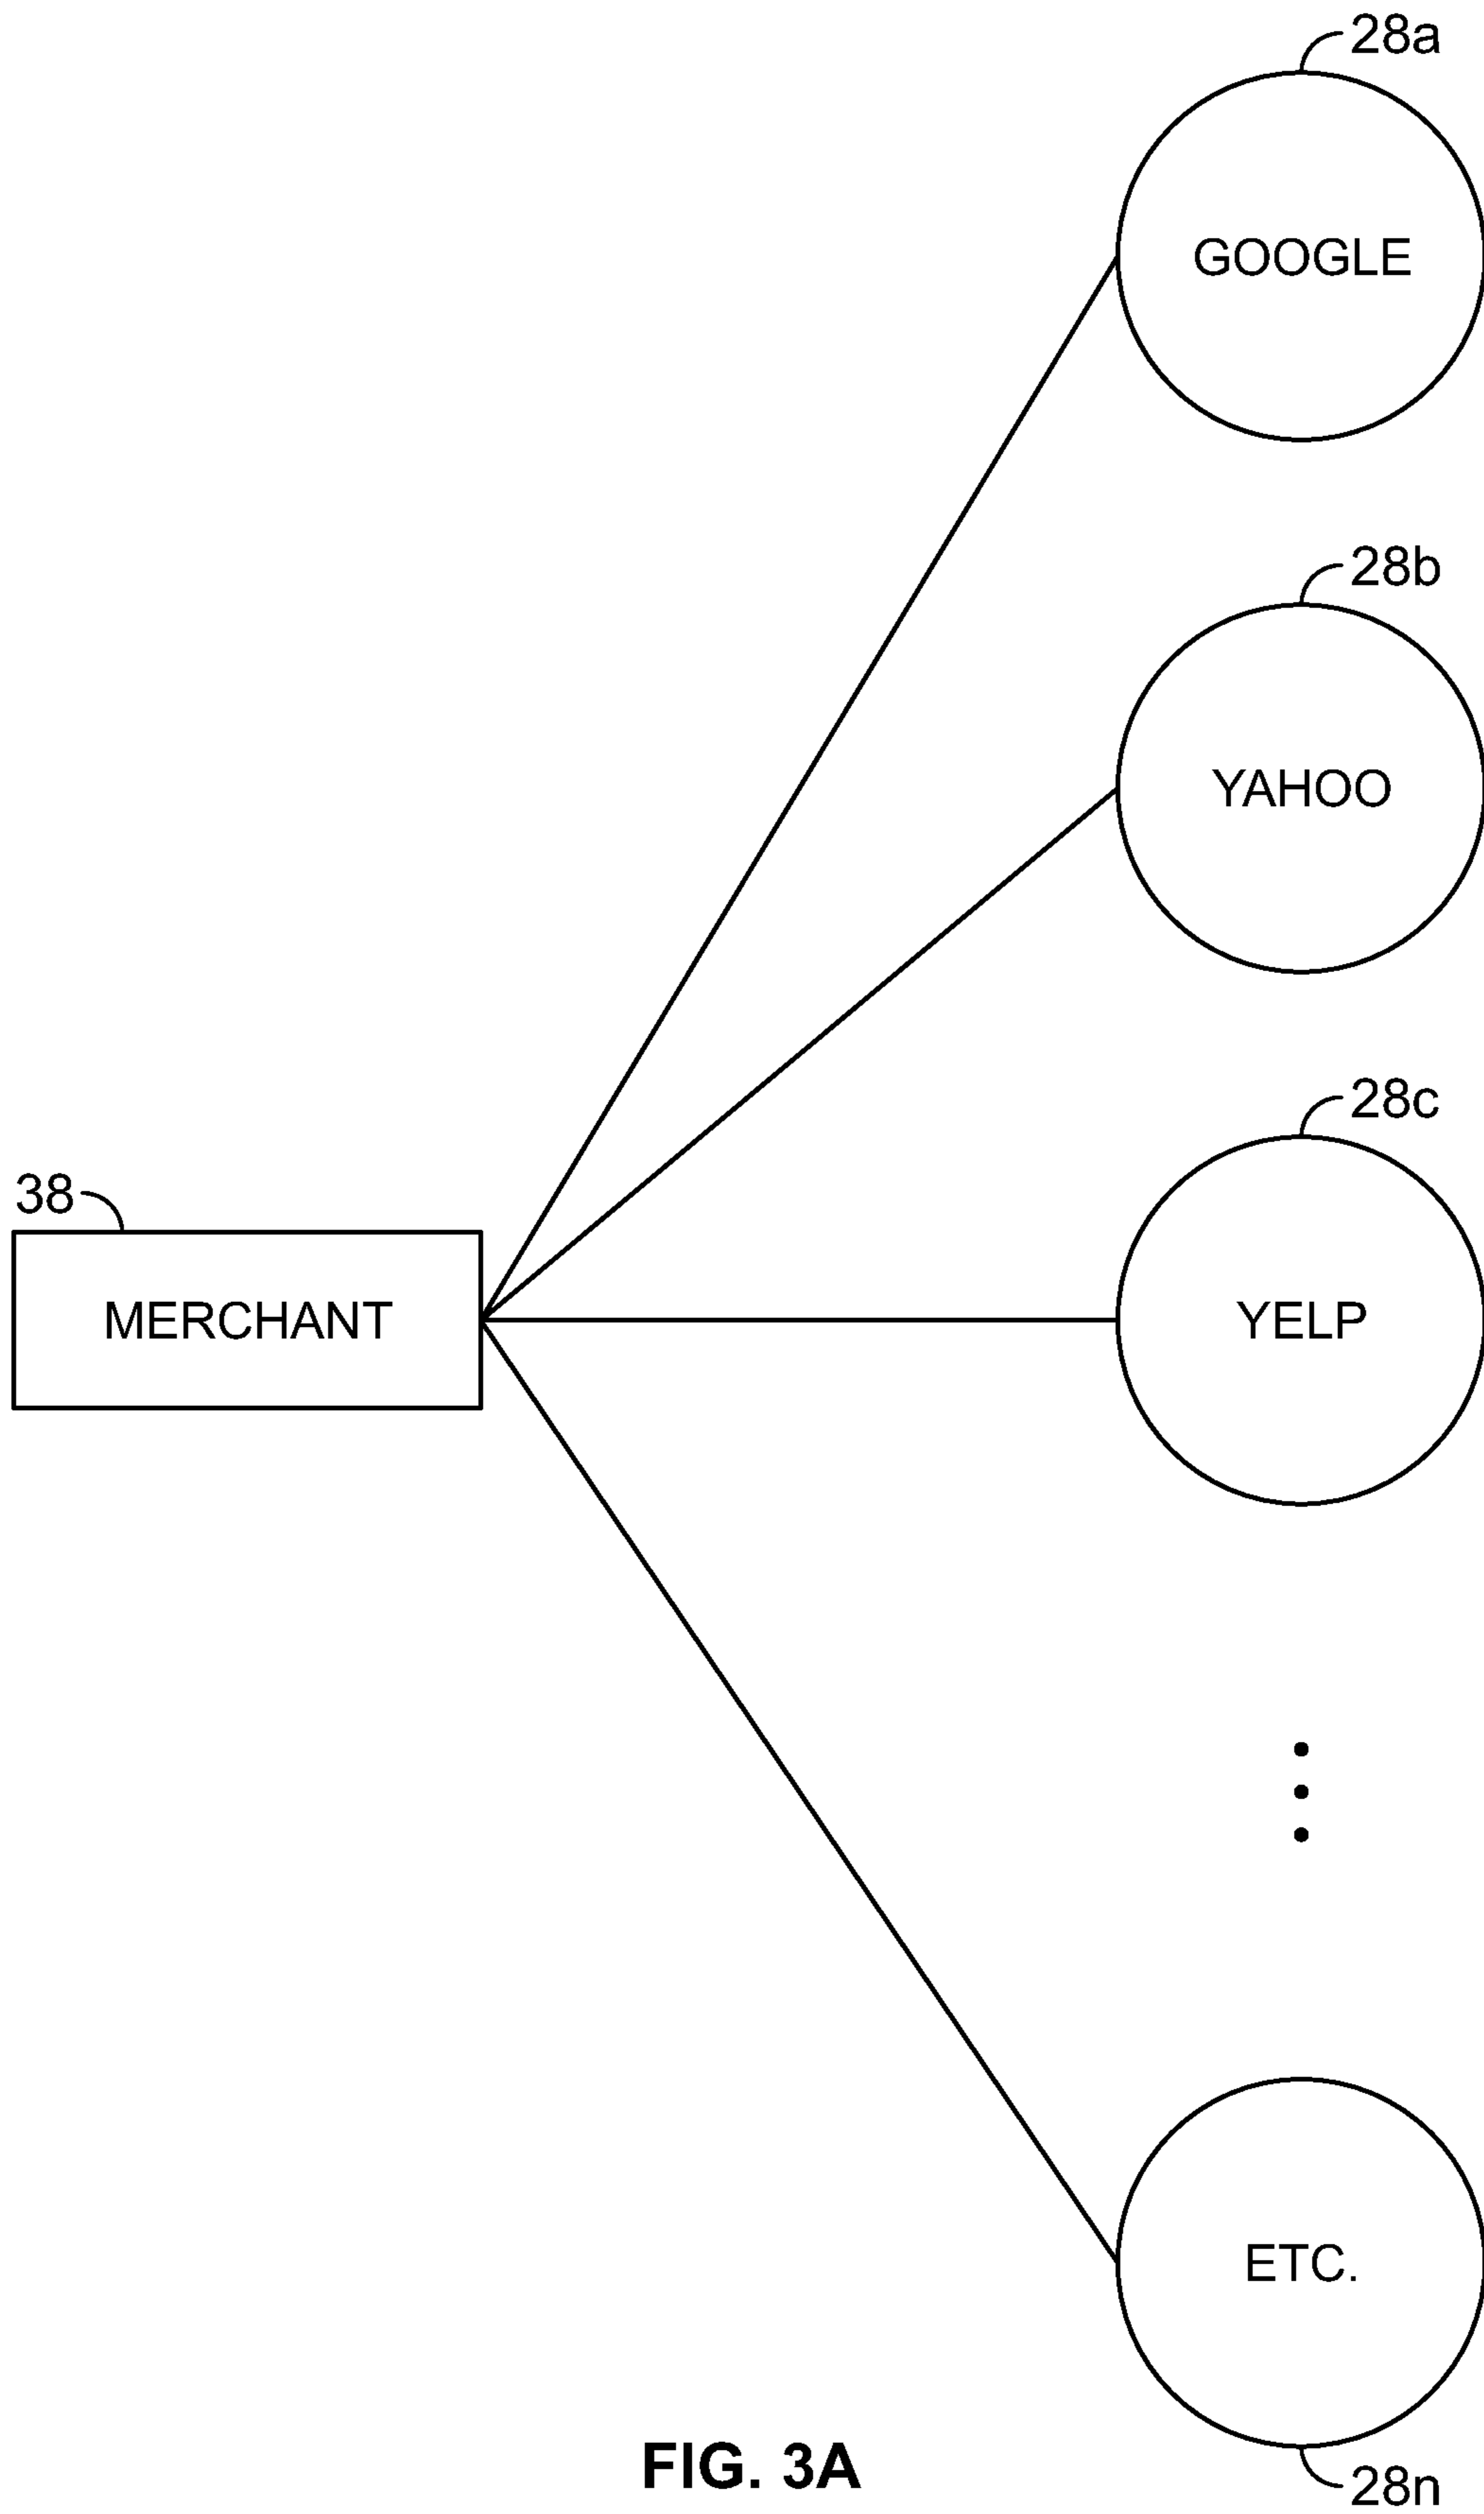 28a
GOOGLE
28b
YAHOO
28c
38
MERCHANT
YELP
ETC.
FIG. 3A
28n